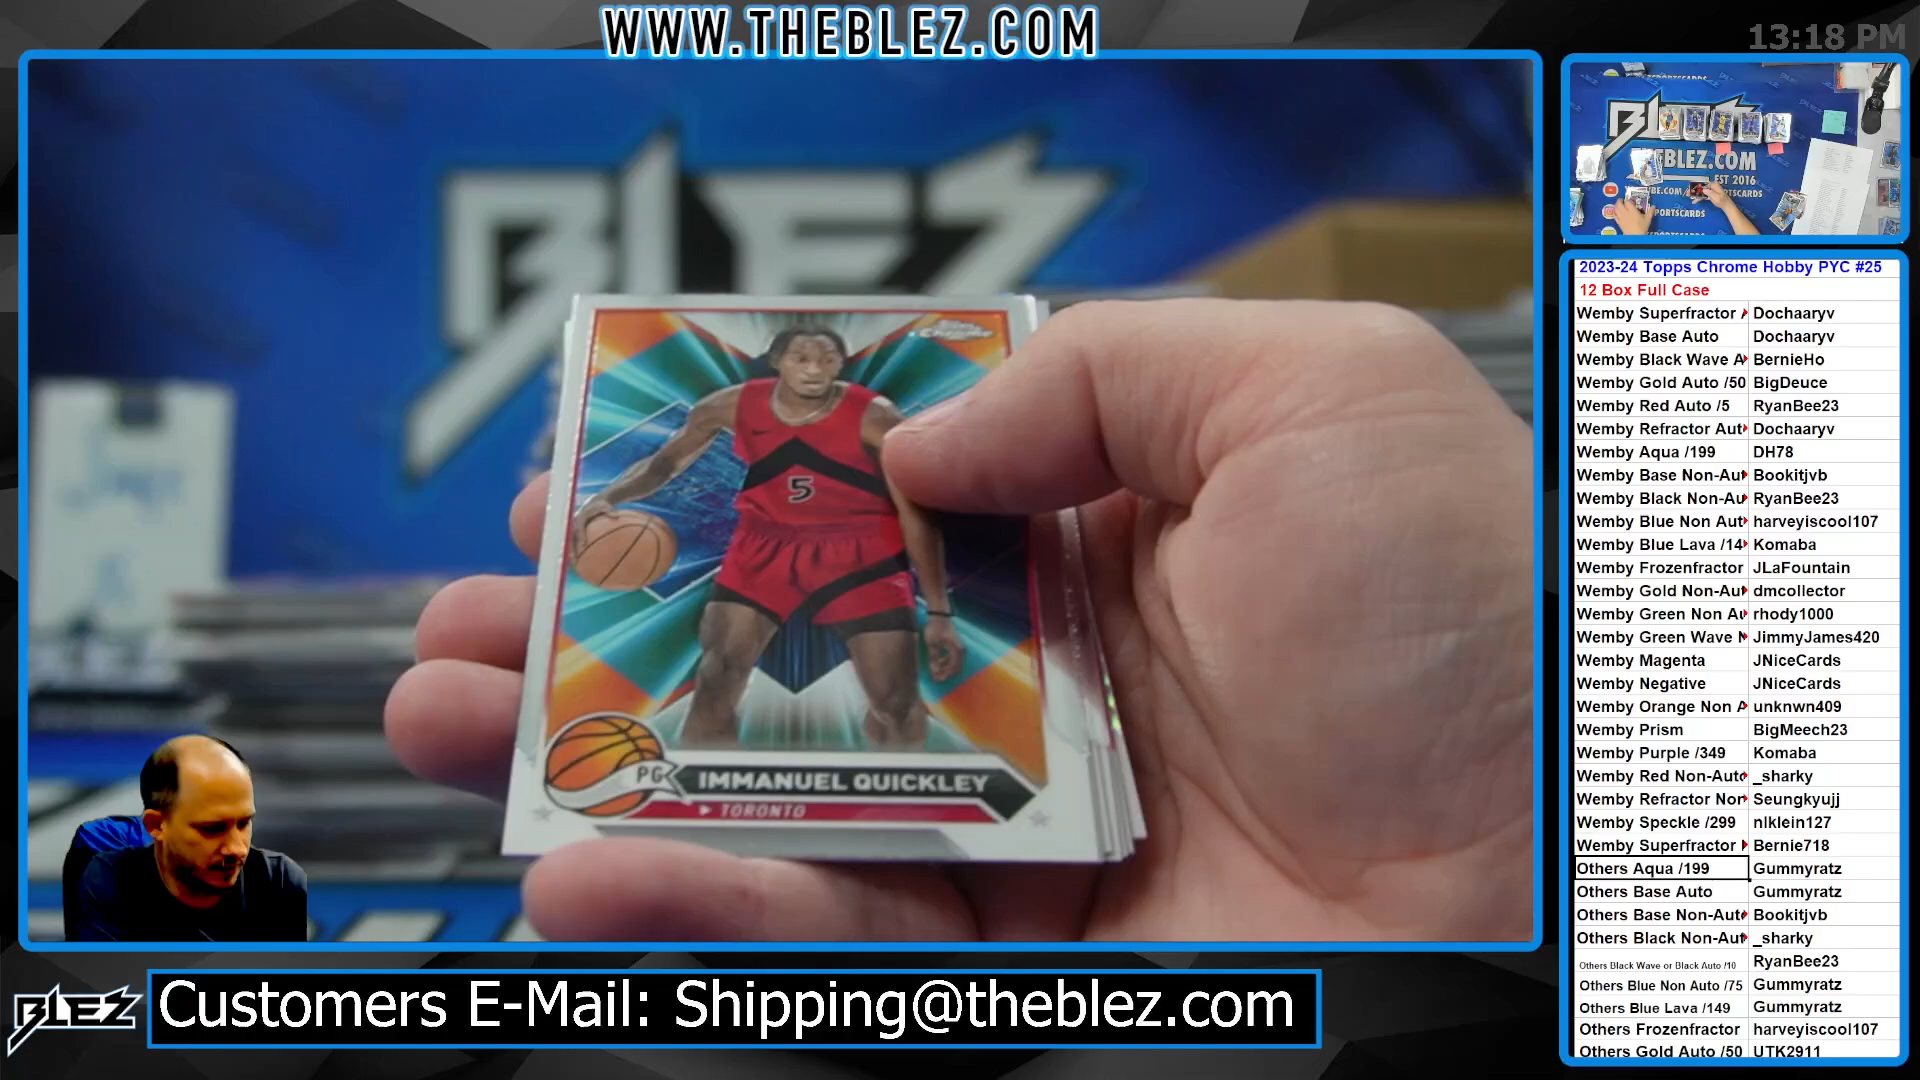 WWW.THEBLEZ.COM
13:18 PM
BLEZ
BL
THEBLEZ.COM
EST 2016
Topps
Chrome
5
PG
IMMANUEL QUICKLEY
TORONTO
2023-24 Topps Chrome Hobby PYC #25
12 Box Full Case
Wemby Superfractor Dochaaryv
Wemby Base Auto Dochaaryv
Wemby Black Wave A BernieHo
Wemby Gold Auto /50 BigDeuce
Wemby Red Auto /5 RyanBee23
Wemby Refractor Aut Dochaaryv
Wemby Aqua /199 DH78
Wemby Base Non-Aut Bookitjvb
Wemby Black Non-Au RyanBee23
Wemby Blue Non Aut harveyiscool107
Wemby Blue Lava /14 Komaba
Wemby Frozenfractor JLaFountain
Wemby Gold Non-Aut dmcollector
Wemby Green Non Au rhody1000
Wemby Green Wave N JimmyJames420
Wemby Magenta JNiceCards
Wemby Negative JNiceCards
Wemby Orange Non A unknwn409
Wemby Prism BigMeech23
Wemby Purple /349 Komaba
Wemby Red Non-Auto _sharky
Wemby Refractor Non Seungkyujj
Wemby Speckle /299 nlklein127
Wemby Superfractor Bernie718
Others Aqua /199 Gummyratz
Others Base Auto Gummyratz
Others Base Non-Auto Bookitjvb
Others Black Non-Aut _sharky
Others Black Wave or Black Auto /10 RyanBee23
Others Blue Non Auto /75 Gummyratz
Others Blue Lava /149 Gummyratz
Others Frozenfractor harveyiscool107
Others Gold Auto /50 UTK2911
BLEZ
Customers E-Mail: Shipping@theblez.com